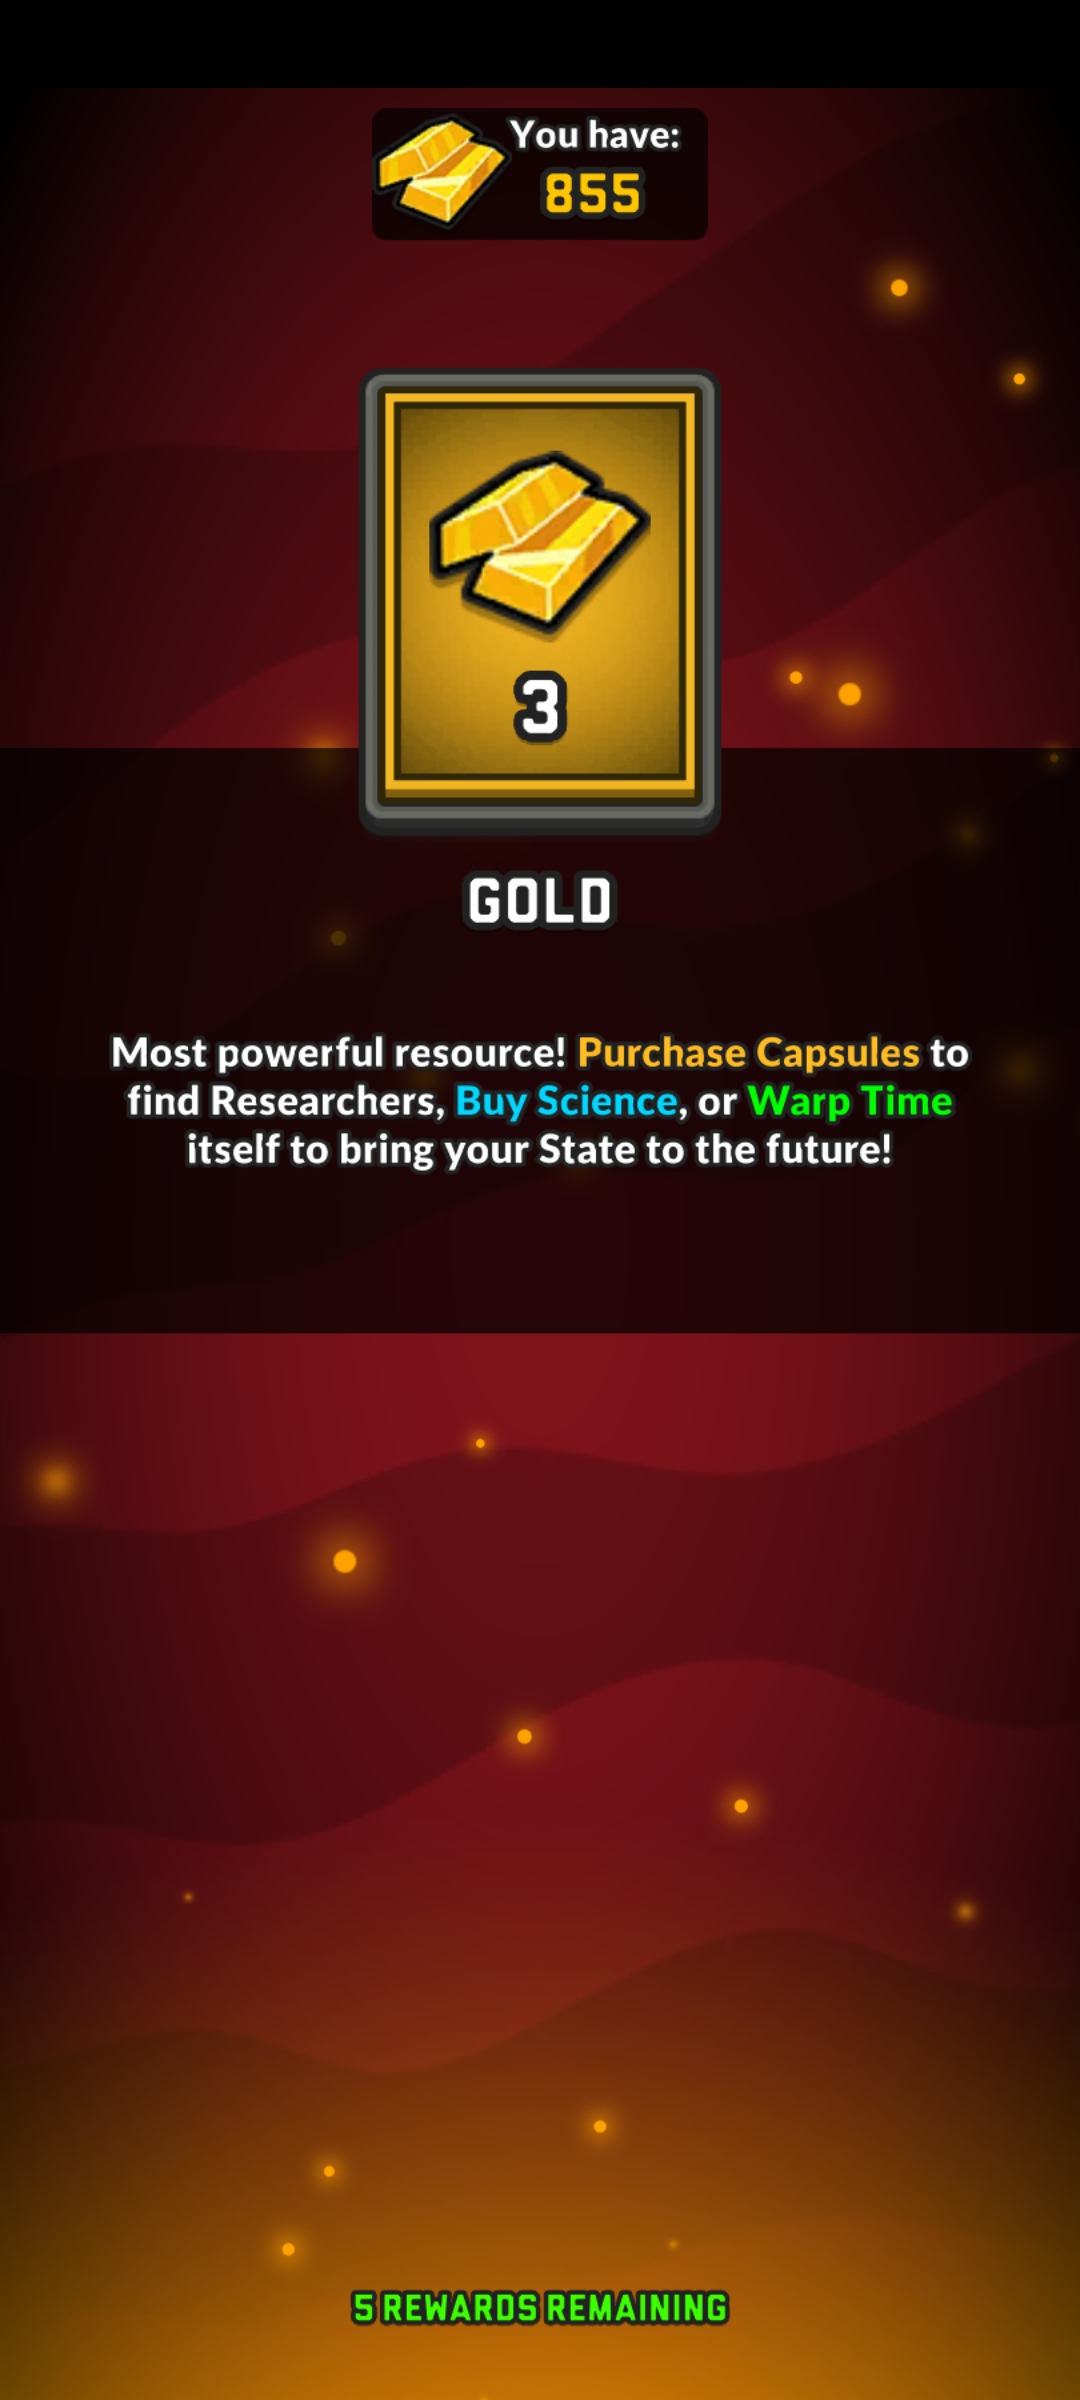 You have:
855
3
GOLD
Most powerful resource! Purchase Capsules to
find Researchers, Buy Science, or Warp Time
itself to bring your State to the future!
5 REWARDS REMAINING